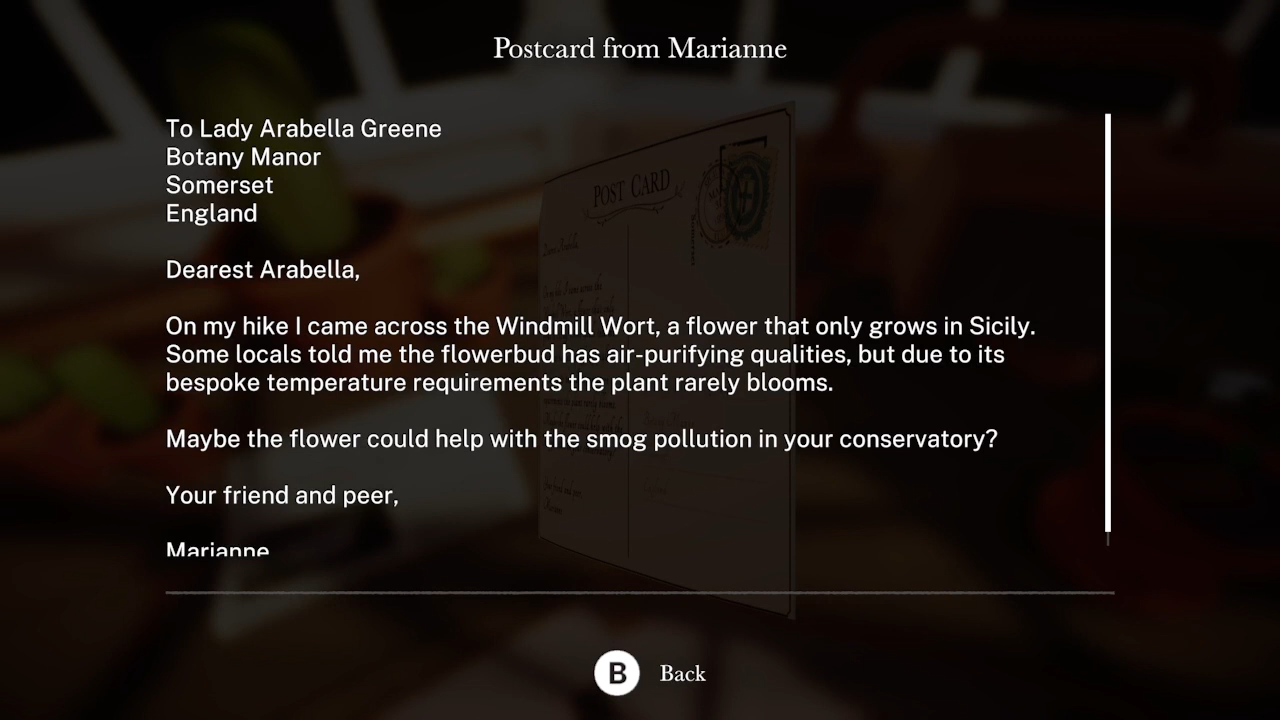 Postcard from Marianne
To Lady Arabella Greene
Botany Manor
Somerset
England
Dearest Arabella,
On my hike I came across the Windmill Wort, a flower that only grows in Sicily.
Some locals told me the flowerbud has air-purifying qualities, but due to its
bespoke temperature requirements the plant rarely blooms.
Maybe the flower could help with the smog pollution in your conservatory?
Your friend and peer,
Marianne
POST CARD
B Back